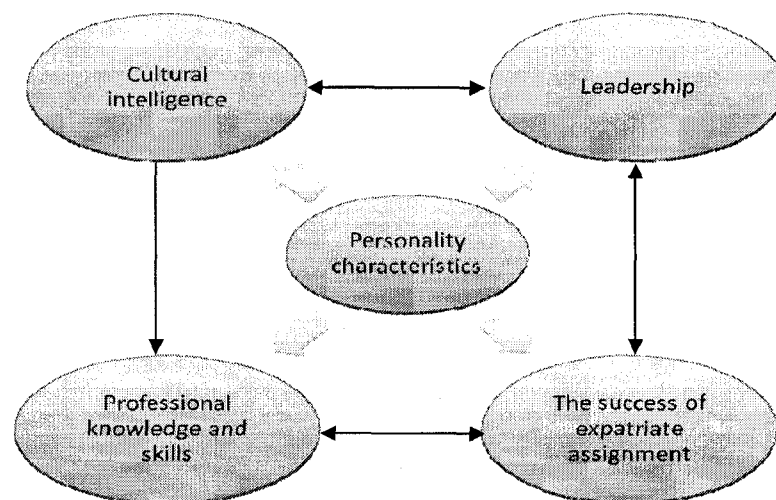 Cultural
intelligence
Leadership
Personality
characteristics
Professional
knowledge and
skills
The success of
expatriate
assignment